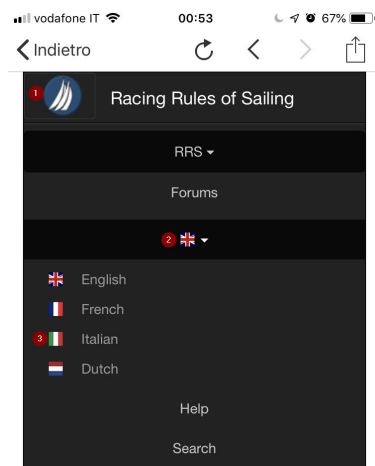 vodafone IT 00:53 67%
Indietro
1 Racing Rules of Sailing
RRS
Forums
2
English
French
3 Italian
Dutch
Help
Search